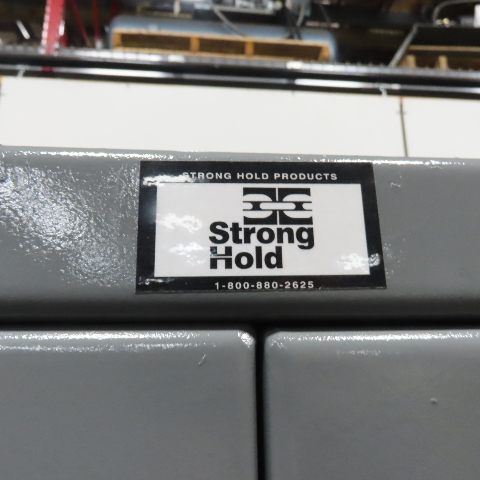 STRONG HOLD PRODUCTS
Strong
Hold
1-800-880-2625